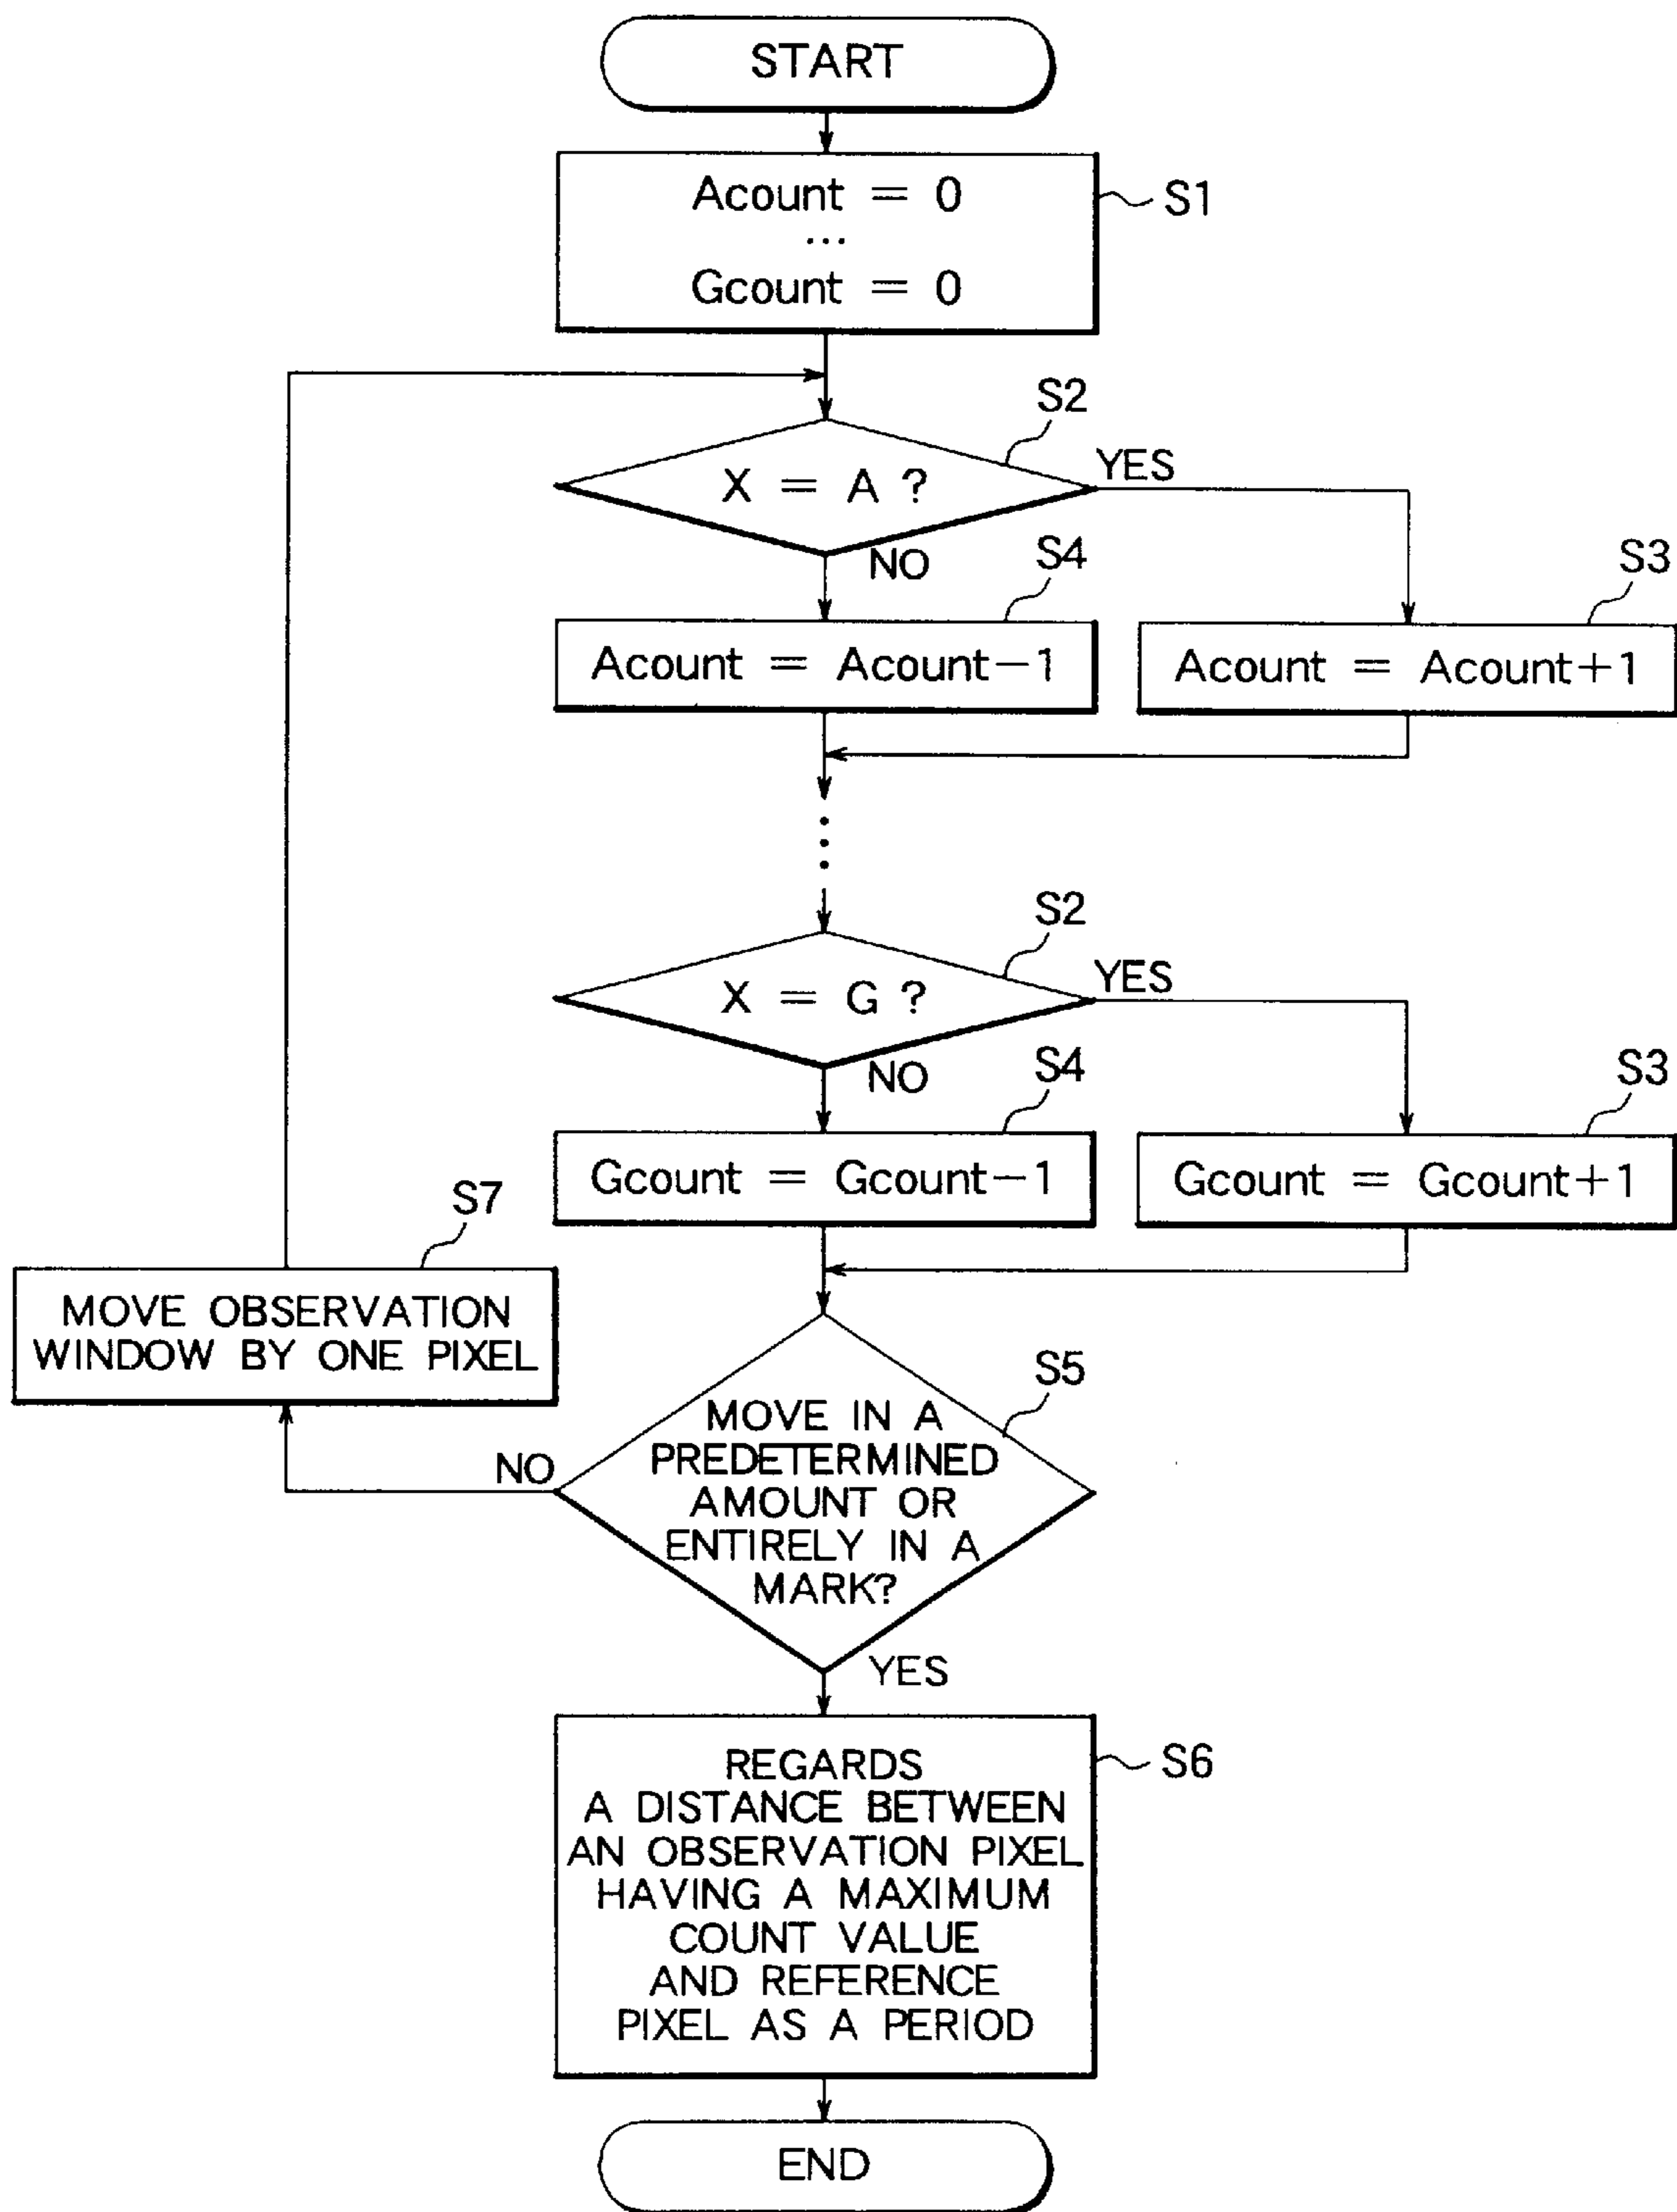 START
Acount = 0
...
Gcount = 0
S1
S2
X = A ?
YES
NO
S4
S3
Acount = Acount-1
Acount = Acount+1
S2
X = G ?
YES
NO
S4
S3
Gcount = Gcount-1
Gcount = Gcount+1
S7
MOVE OBSERVATION
WINDOW BY ONE PIXEL
S5
MOVE IN A
PREDETERMINED
AMOUNT OR
ENTIRELY IN A
MARK?
NO
YES
S6
REGARDS
A DISTANCE BETWEEN
AN OBSERVATION PIXEL
HAVING A MAXIMUM
COUNT VALUE
AND REFERENCE
PIXEL AS A PERIOD
END